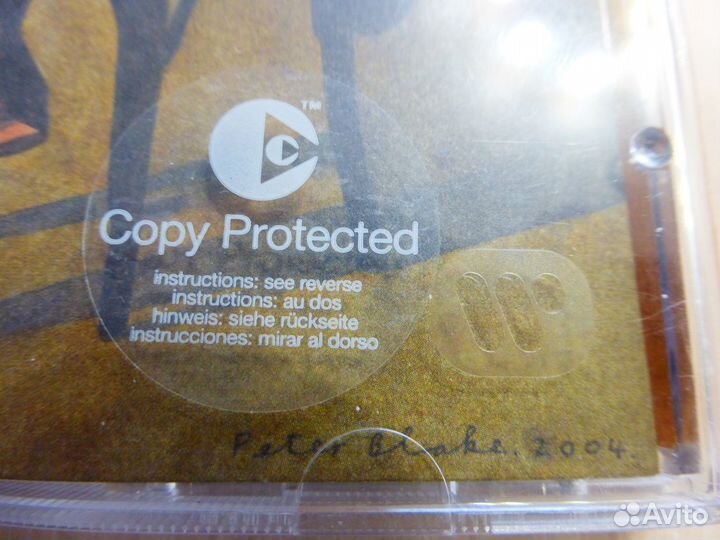 TM
Copy Protected
instructions: see reverse
instructions: au dos
hinweis: siehe rückseite
instrucciones: mirar al dorso
Peter Blake. 2004.
Avito